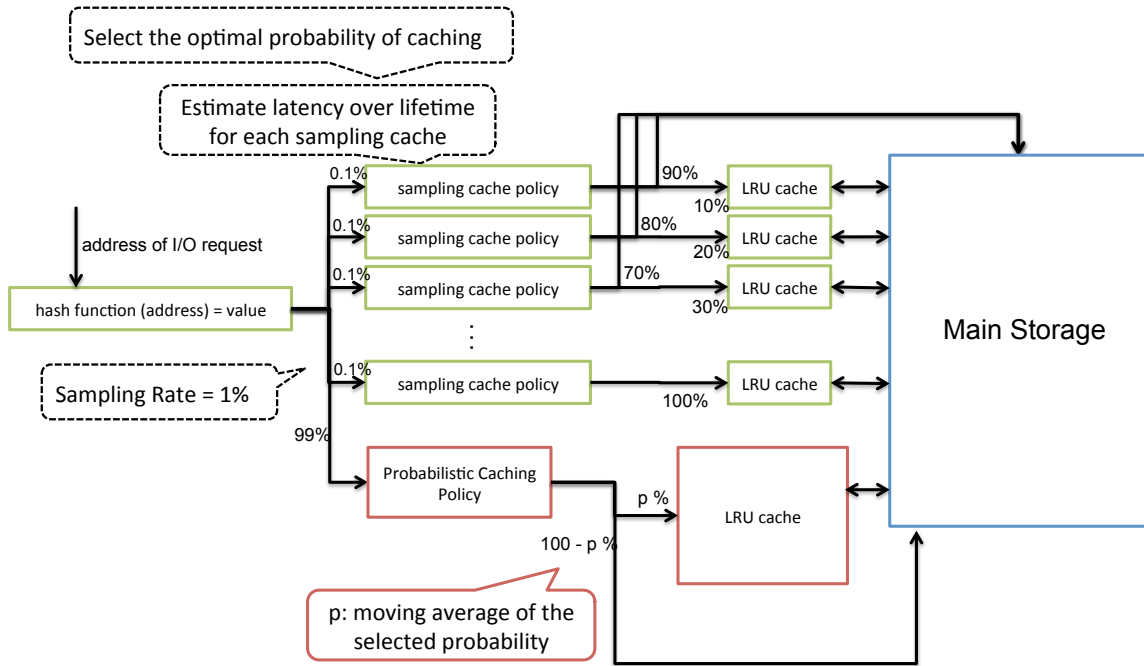 Select the optimal probability of caching
Estimate latency over lifetime
for each sampling cache
0.1%
sampling cache policy
90%
10%
LRU cache
0.1%
sampling cache policy
80%
20%
LRU cache
0.1%
sampling cache policy
70%
30%
LRU cache
address of I/O request
hash function (address) = value
Main Storage
⋮
Sampling Rate = 1%
0.1%
sampling cache policy
100%
LRU cache
99%
Probabilistic Caching
Policy
p %
100 - p %
LRU cache
p: moving average of the
selected probability